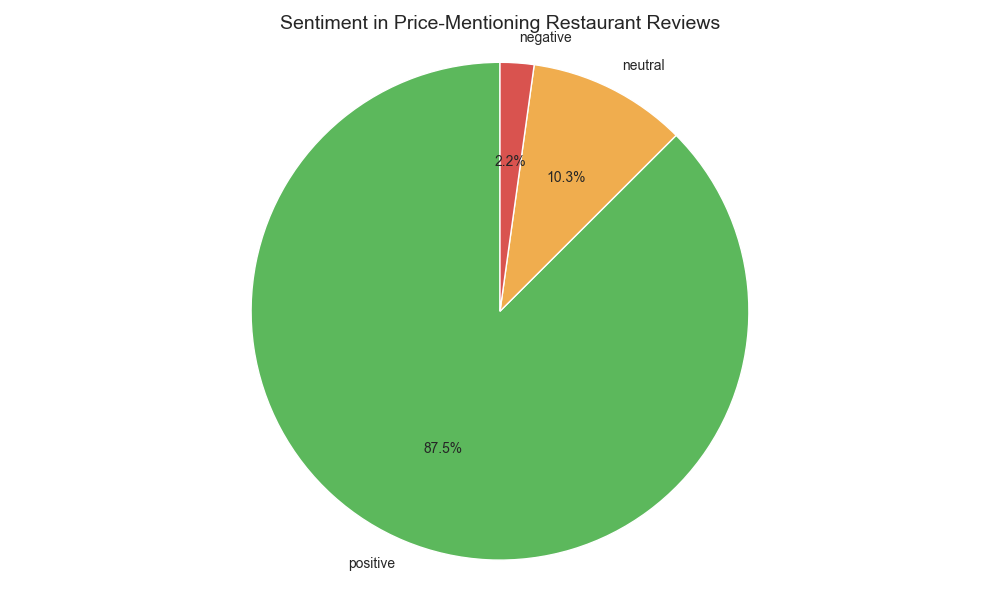 Sentiment in Price-Mentioning Restaurant Reviews
negative
neutral
2.2%
10.3%
87.5%
positive